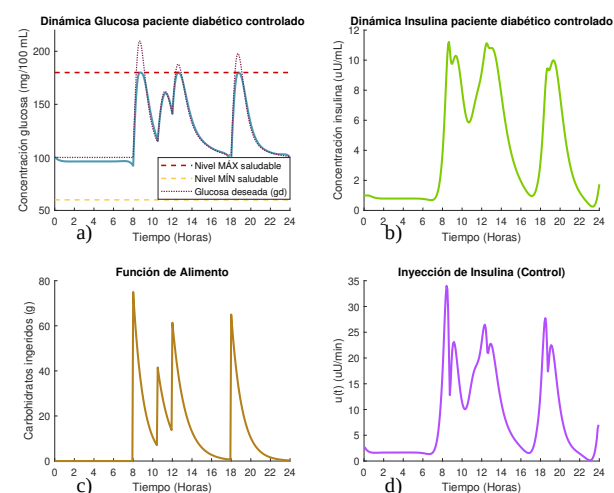 Dinámica Glucosa paciente diabético controlado
Concentración glucosa (mg/100 mL)
200
150
100
50
0 2 4 6 8 10 12 14 16 18 20 22 24
Nivel MÁX saludable
Nivel MÍN saludable
Glucosa deseada (gd)
a)
Tiempo (Horas)
Dinámica Insulina paciente diabético controlado
Concentración insulina (uU/mL)
12
10
8
6
4
2
0
0 2 4 6 8 10 12 14 16 18 20 22 24
b)
Tiempo (Horas)
Función de Alimento
Carbohidratos ingeridos (g)
80
60
40
20
0
0 2 4 6 8 10 12 14 16 18 20 22 24
c)
Tiempo (Horas)
Inyección de Insulina (Control)
u(t) (uU/min)
35
30
25
20
15
10
5
0
0 2 4 6 8 10 12 14 16 18 20 22 24
d)
Tiempo (Horas)